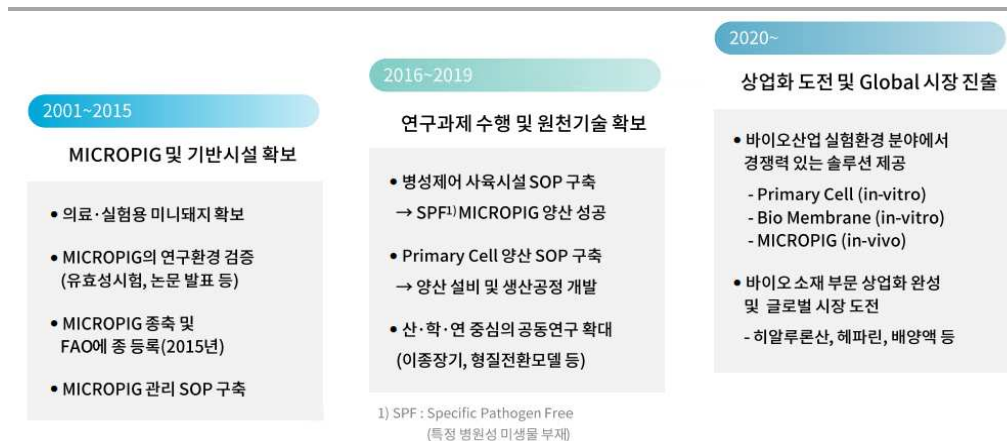 2001~2015
MICROPIG 및 기반시설 확보
• 의료·실험용 미니돼지 확보
• MICROPIG의 연구환경 검증
(유효성시험, 논문 발표 등)
• MICROPIG 종축 및
FAO에 종 등록(2015년)
• MICROPIG 관리 SOP 구축
2016~2019
연구과제 수행 및 원천기술 확보
• 병성제어 사육시설 SOP 구축
→ SPF1) MICROPIG 양산 성공
• Primary Cell 양산 SOP 구축
→ 양산 설비 및 생산공정 개발
• 산·학·연 중심의 공동연구 확대
(이종장기, 형질전환모델 등)
1) SPF : Specific Pathogen Free
(특정 병원성 미생물 부재)
2020~
상업화 도전 및 Global 시장 진출
• 바이오산업 실험환경 분야에서
경쟁력 있는 솔루션 제공
- Primary Cell (in-vitro)
- Bio Membrane (in-vitro)
- MICROPIG (in-vivo)
• 바이오 소재 부문 상업화 완성
및 글로벌 시장 도전
- 히알루론산, 헤파린, 배양액 등